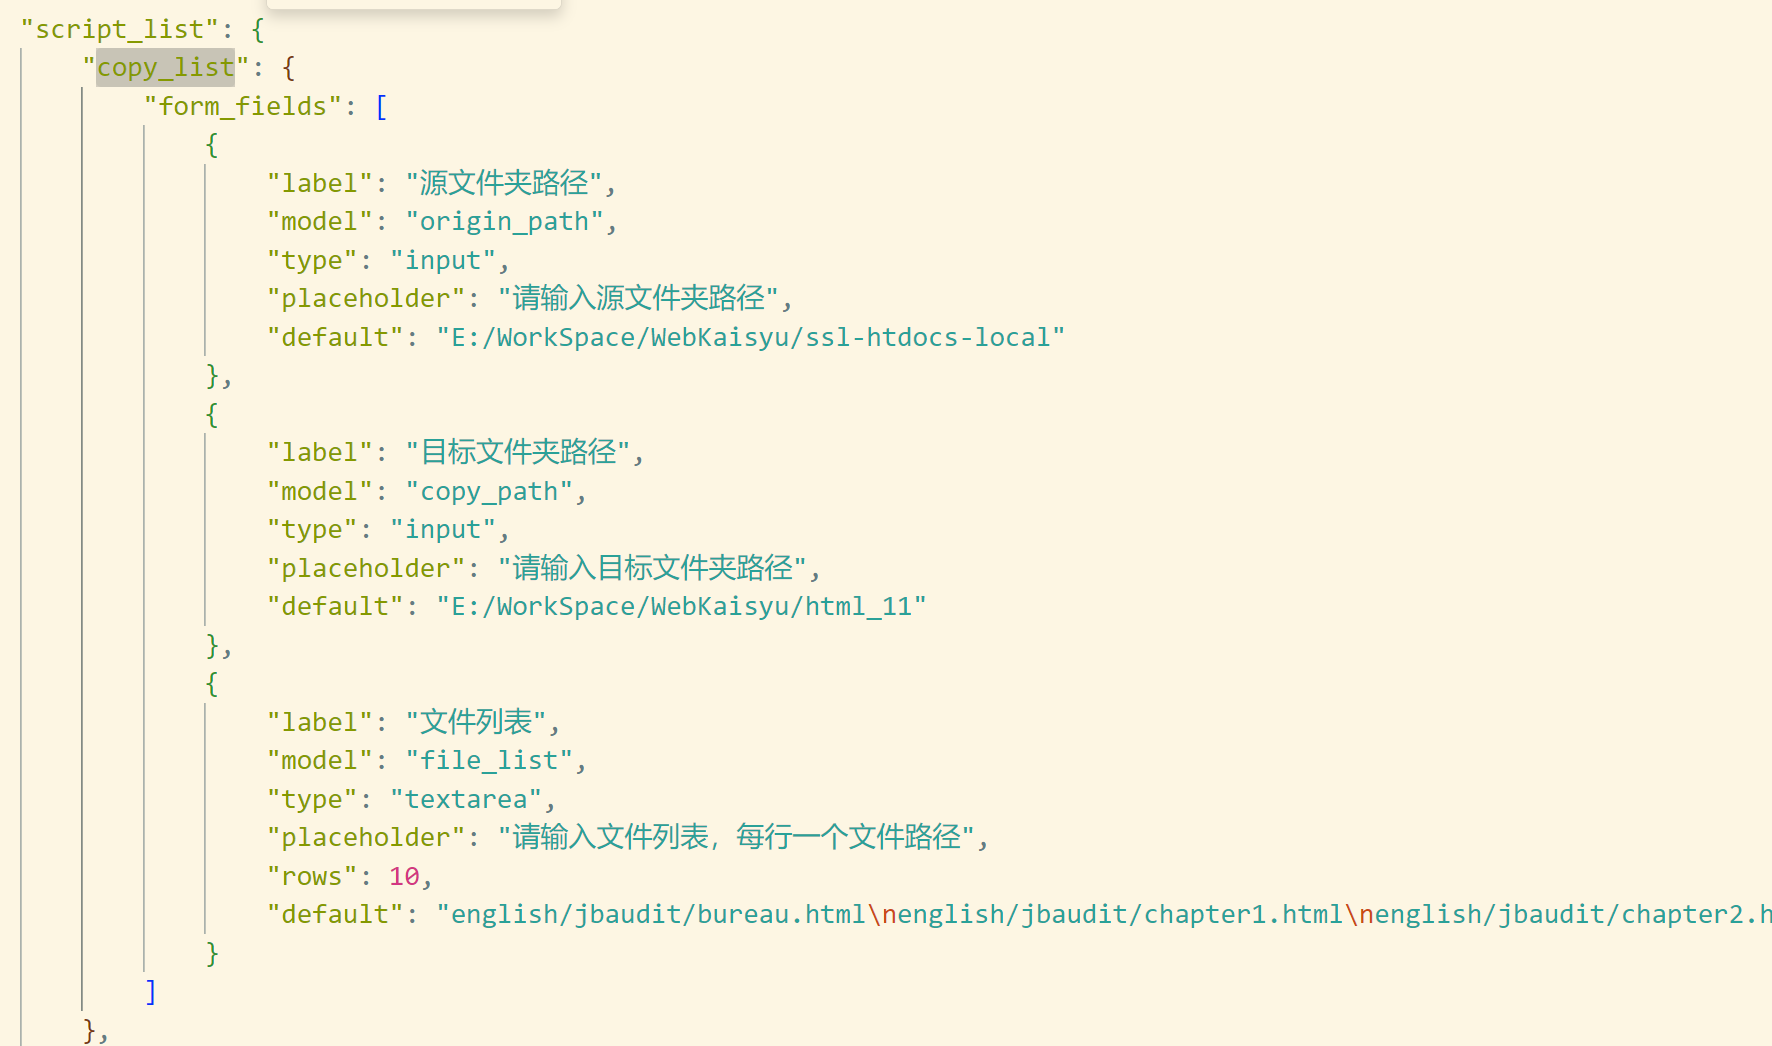 "script_list": {
"copy_list": {
"form_fields": [
{
"label": "源文件夹路径",
"model": "origin_path",
"type": "input",
"placeholder": "请输入源文件夹路径",
"default": "E:/WorkSpace/WebKaisyu/ssl-htdocs-local"
},
{
"label": "目标文件夹路径",
"model": "copy_path",
"type": "input",
"placeholder": "请输入目标文件夹路径",
"default": "E:/WorkSpace/WebKaisyu/html_11"
},
{
"label": "文件列表",
"model": "file_list",
"type": "textarea",
"placeholder": "请输入文件列表，每行一个文件路径",
"rows": 10,
"default": "english/jbaudit/bureau.html\nenglish/jbaudit/chapter1.html\nenglish/jbaudit/chapter2.h
}
]
},